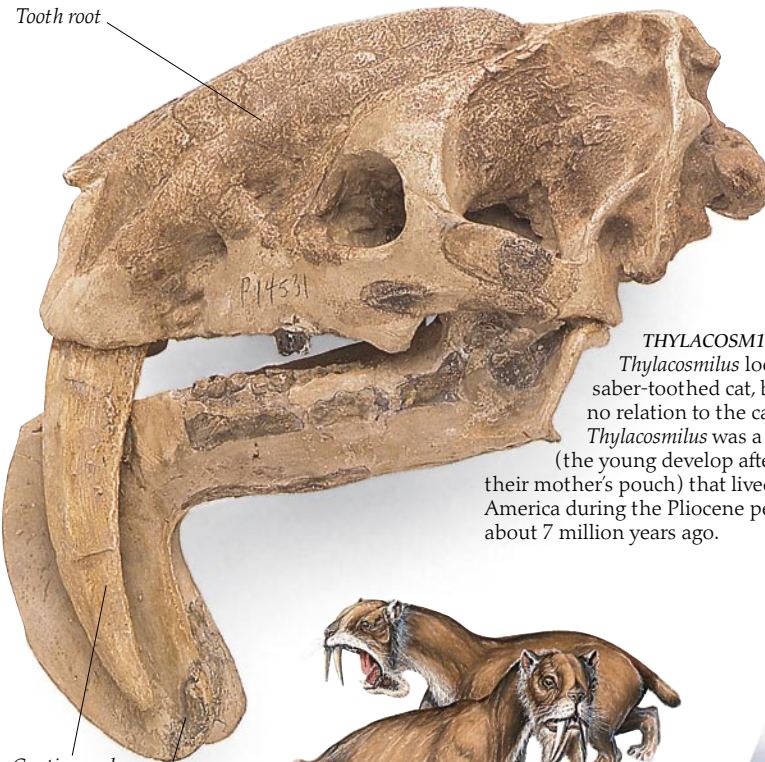 Tooth root
P14531
THYLACOSMI
Thylacosmilus loo
saber-toothed cat, b
no relation to the ca
Thylacosmilus was a
(the young develop afte
their mother's pouch) that lived
America during the Pliocene pe
about 7 million years ago.